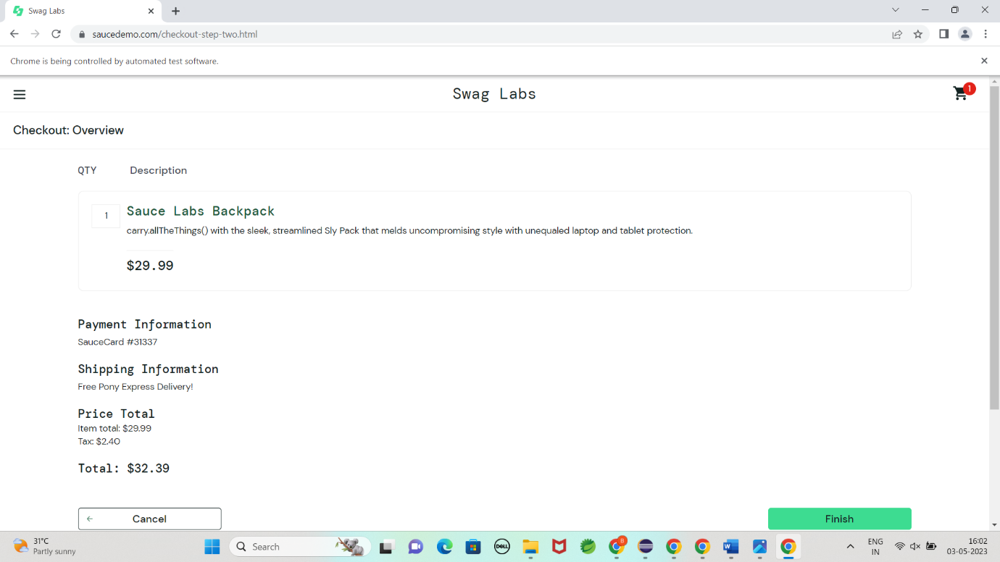 Swag Labs
saucedemo.com/checkout-step-two.html
Chrome is being controlled by automated test software.
Swag Labs
1
Checkout: Overview
QTY Description
1
Sauce Labs Backpack
carry.allTheThings() with the sleek, streamlined Sly Pack that melds uncompromising style with unequaled laptop and tablet protection.
$29.99
Payment Information
SauceCard #31337
Shipping Information
Free Pony Express Delivery!
Price Total
Item total: $29.99
Tax: $2.40
Total: $32.39
Cancel
Finish
31°C
Partly sunny
Search
DELL
8
W
ENG
IN
16:02
03-05-2023